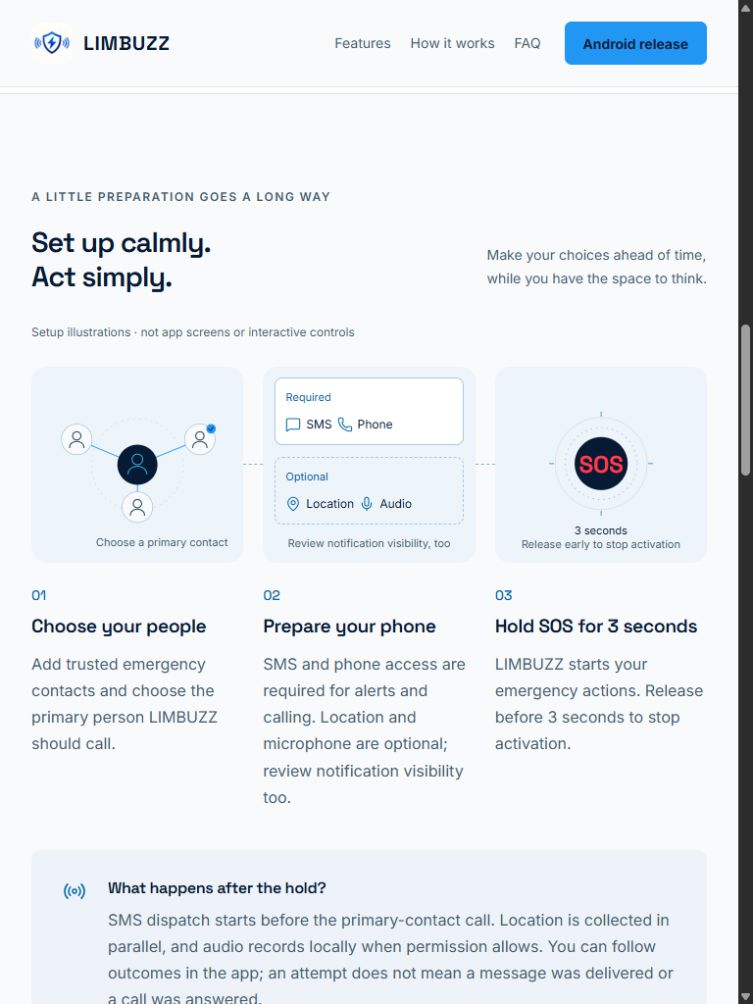 LIMBUZZ
Features How it works FAQ Android release
A LITTLE PREPARATION GOES A LONG WAY
Set up calmly.
Act simply.
Make your choices ahead of time,
while you have the space to think.
Setup illustrations · not app screens or interactive controls
Choose a primary contact
Required
SMS Phone
Optional
Location Audio
Review notification visibility, too
SOS
3 seconds
Release early to stop activation
01
Choose your people
Add trusted emergency
contacts and choose the
primary person LIMBUZZ
should call.
02
Prepare your phone
SMS and phone access are
required for alerts and
calling. Location and
microphone are optional;
review notification visibility
too.
03
Hold SOS for 3 seconds
LIMBUZZ starts your
emergency actions. Release
before 3 seconds to stop
activation.
What happens after the hold?
SMS dispatch starts before the primary-contact call. Location is collected in
parallel, and audio records locally when permission allows. You can follow
outcomes in the app; an attempt does not mean a message was delivered or
a call was answered.